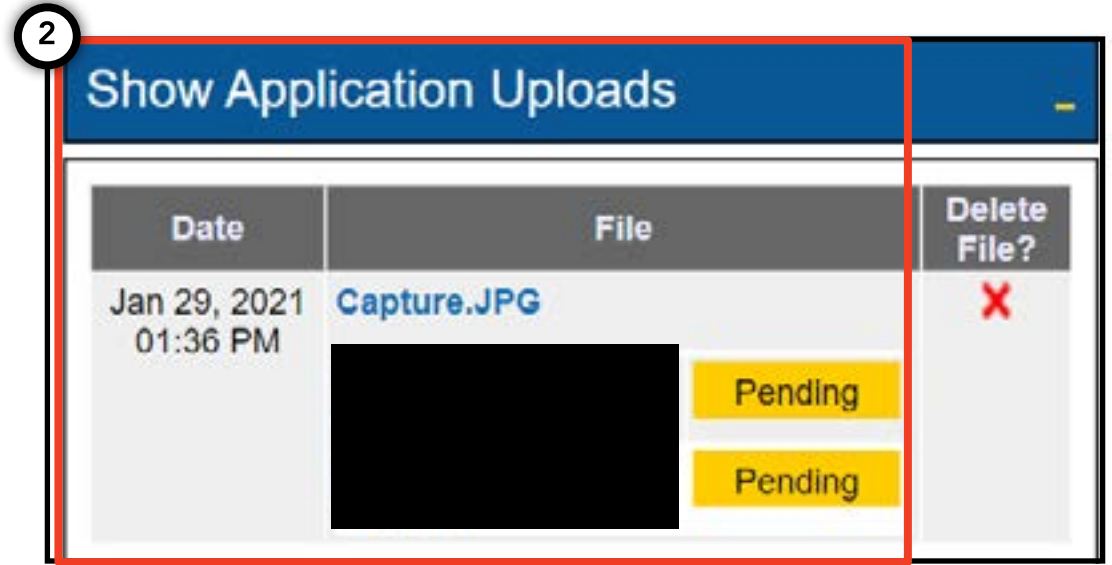 2
Show Application Uploads
Date
File
Delete
File?
Jan 29, 2021
01:36 PM
Capture.JPG
Pending
Pending